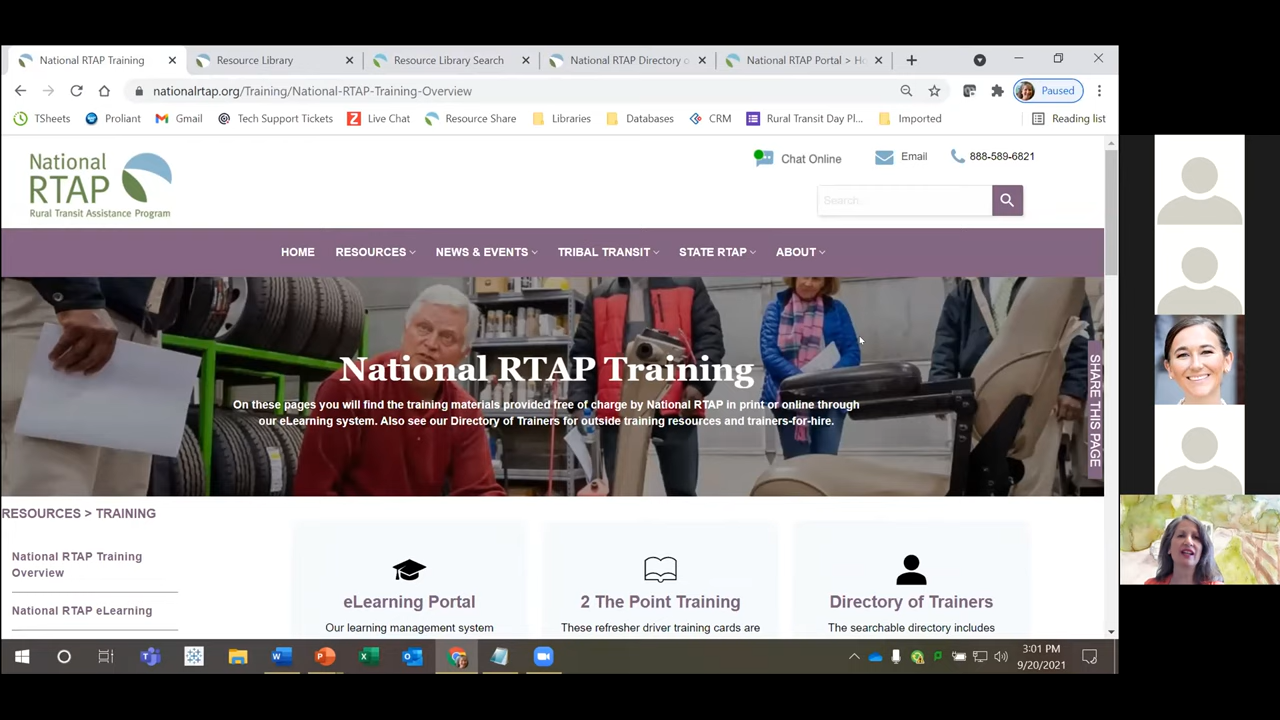 National RTAP Training
Resource Library
Resource Library Search
National RTAP Directory o
National RTAP Portal > Ho
nationalrtap.org/Training/National-RTAP-Training-Overview
Paused
TSheets
Proliant
Gmail
Tech Support Tickets
Live Chat
Resource Share
Libraries
Databases
CRM
Rural Transit Day Pl...
Imported
Reading list
National
RTAP
Rural Transit Assistance Program
Chat Online
Email
888-589-6821
Search...
HOME RESOURCES NEWS & EVENTS TRIBAL TRANSIT STATE RTAP ABOUT
National RTAP Training
On these pages you will find the training materials provided free of charge by National RTAP in print or online through
our eLearning system. Also see our Directory of Trainers for outside training resources and trainers-for-hire.
SHARE THIS PAGE
RESOURCES > TRAINING
National RTAP Training
Overview
National RTAP eLearning
eLearning Portal
Our learning management system
2 The Point Training
These refresher driver training cards are
Directory of Trainers
The searchable directory includes
3:01 PM
9/20/2021